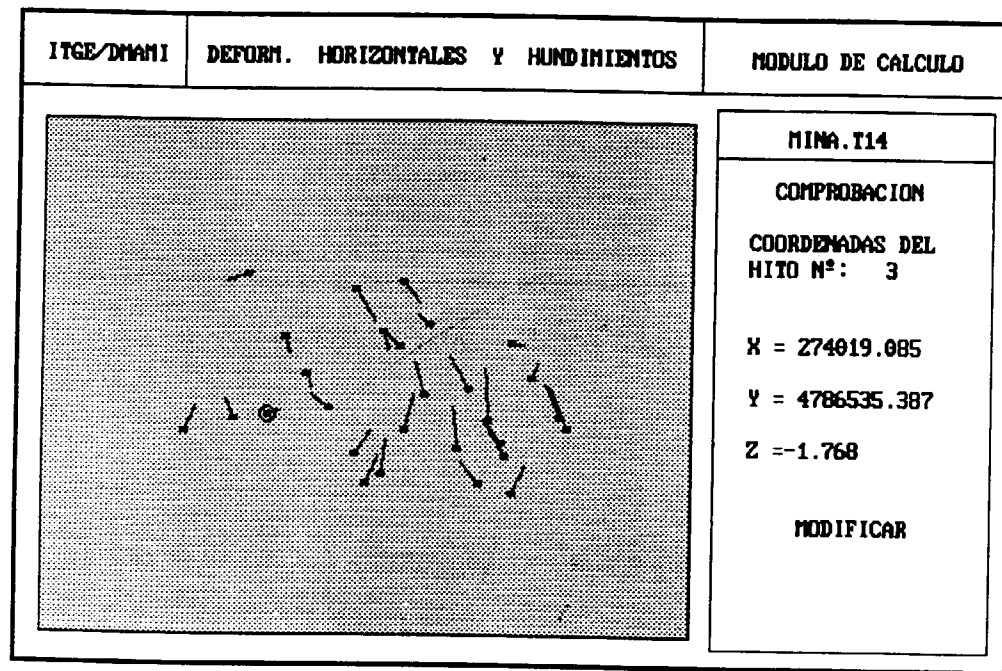 ITGE/DMAMI
DEFORM. HORIZONTALES Y HUNDIMIENTOS
MODULO DE CALCULO
MINA.T14
COMPROBACION
COORDENADAS DEL
HITO Nº: 3
X = 274019.085
Y = 4786535.387
Z =-1.768
MODIFICAR